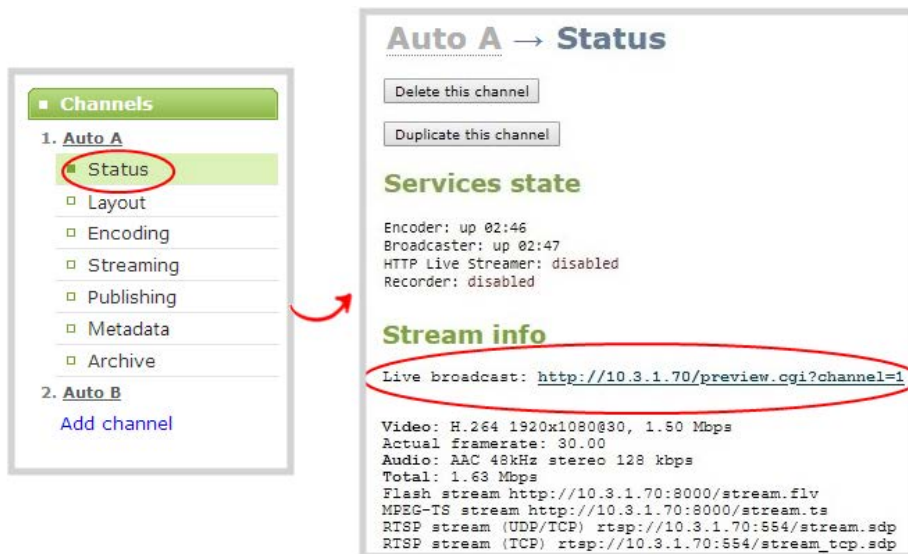 Channels
1. Auto A
Status
Layout
Encoding
Streaming
Publishing
Metadata
Archive
2. Auto B
Add channel
Auto A → Status
Delete this channel
Duplicate this channel
Services state
Encoder: up 02:46
Broadcaster: up 02:47
HTTP Live Streamer: disabled
Recorder: disabled
Stream info
Live broadcast: http://10.3.1.70/preview.cgi?channel=1
Video: H.264 1920x1080@30, 1.50 Mbps
Actual framerate: 30.00
Audio: AAC 48kHz stereo 128 kbps
Total: 1.63 Mbps
Flash stream http://10.3.1.70:8000/stream.flv
MPEG-TS stream http://10.3.1.70:8000/stream.ts
RTSP stream (UDP/TCP) rtsp://10.3.1.70:554/stream.sdp
RTSP stream (TCP) rtsp://10.3.1.70:554/stream_tcp.sdp